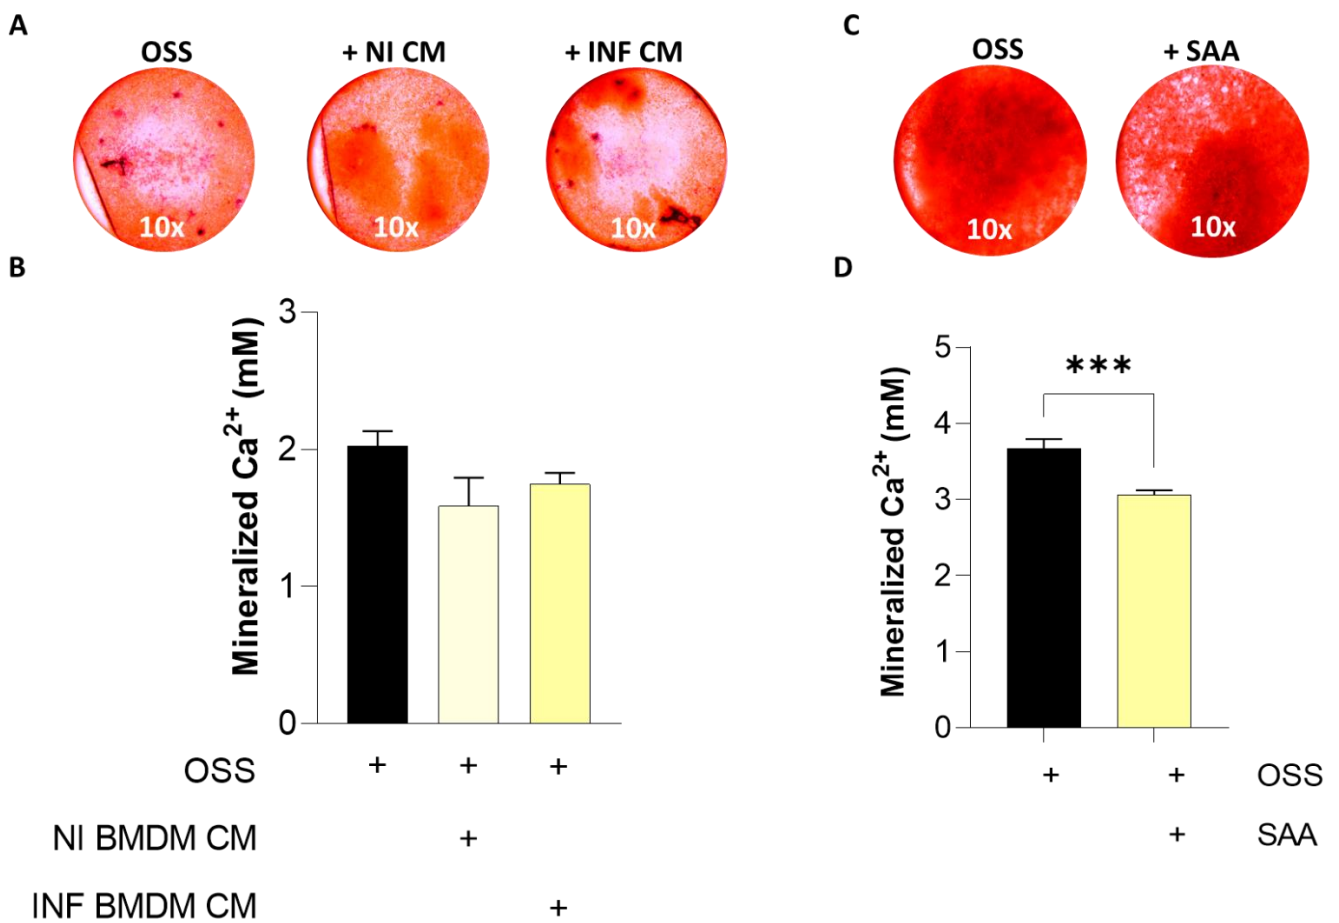 A
C
OSS
+ NI CM
+ INF CM
OSS
+ SAA
10x
10x
10x
10x
10x
B
D
Mineralized Ca²⁺ (mM)
3
2
1
0
OSS + + +
NI BMDM CM +
INF BMDM CM +
Mineralized Ca²⁺ (mM)
5
4
3
2
1
0
***
+ + OSS
+ SAA